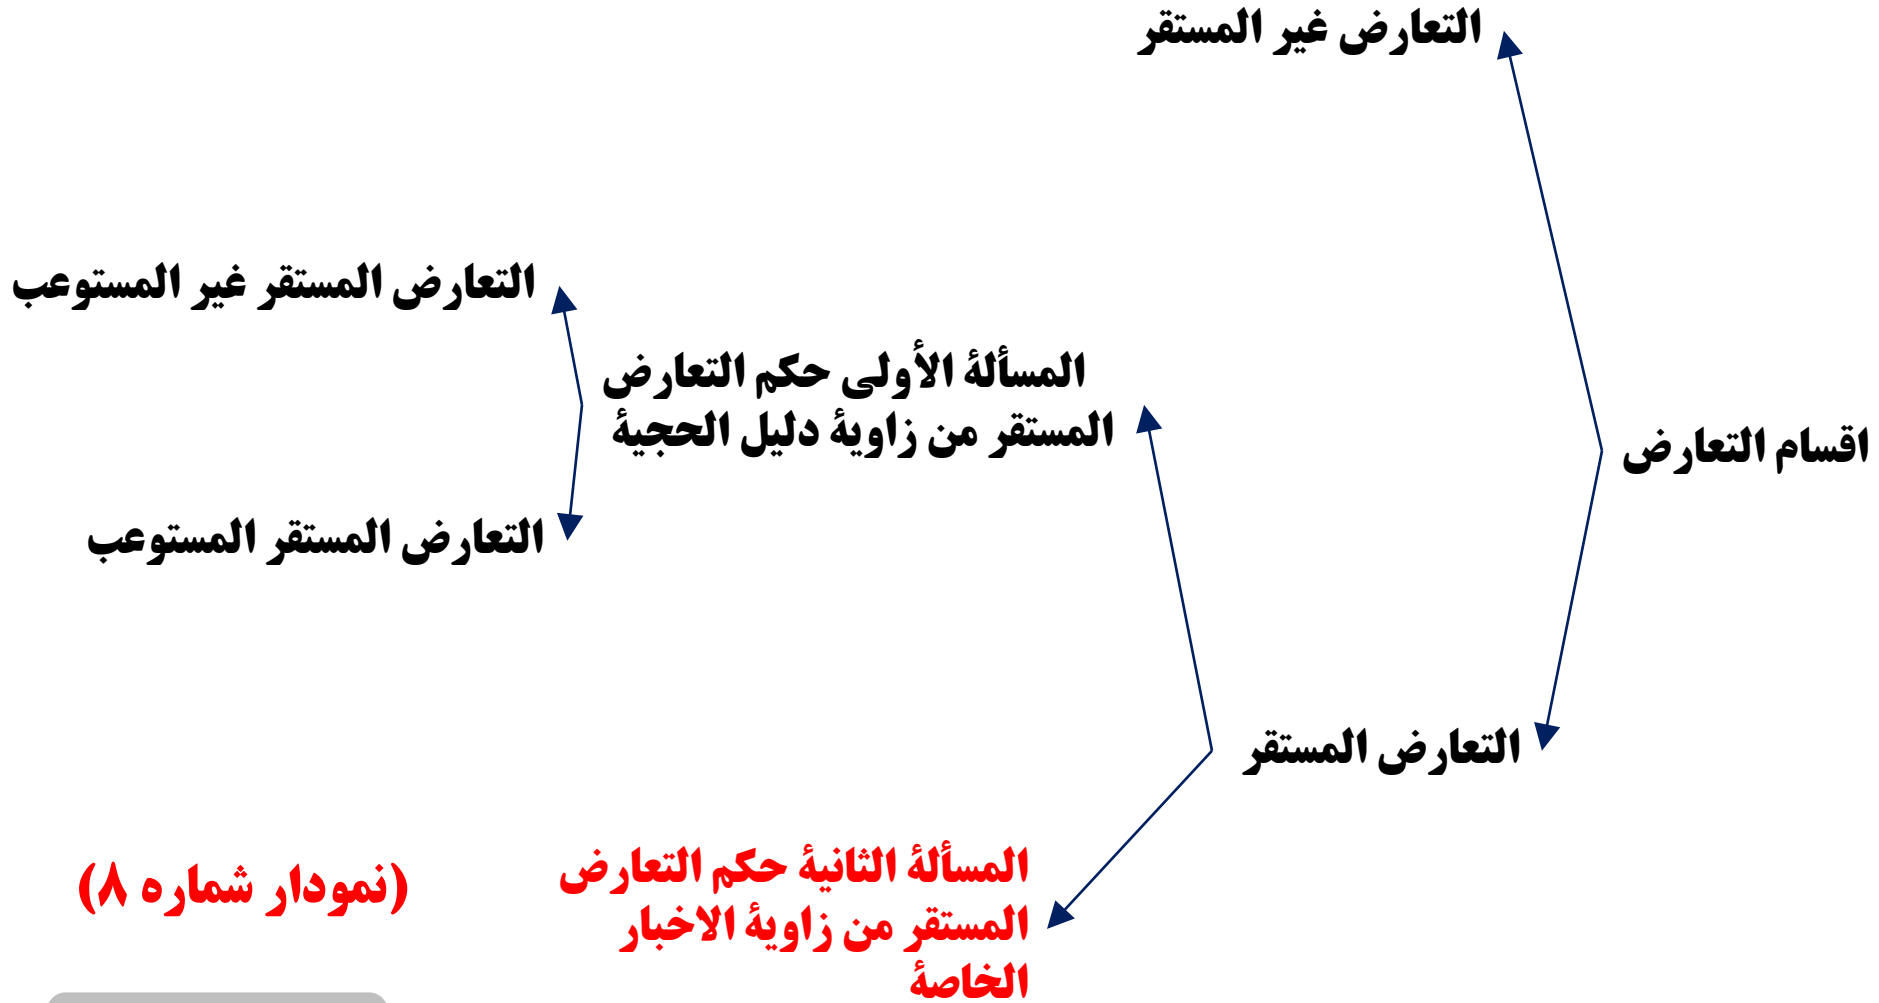 التعارض غير المستقر
اقسام التعارض
التعارض المستقر
المسألة الأولى حكم التعارض
المستقر من زاوية دليل الحجية
التعارض المستقر غير المستوعب
التعارض المستقر المستوعب
المسألة الثانية حكم التعارض
المستقر من زاوية الاخبار
الخاصة
(نمودار شماره ۸)